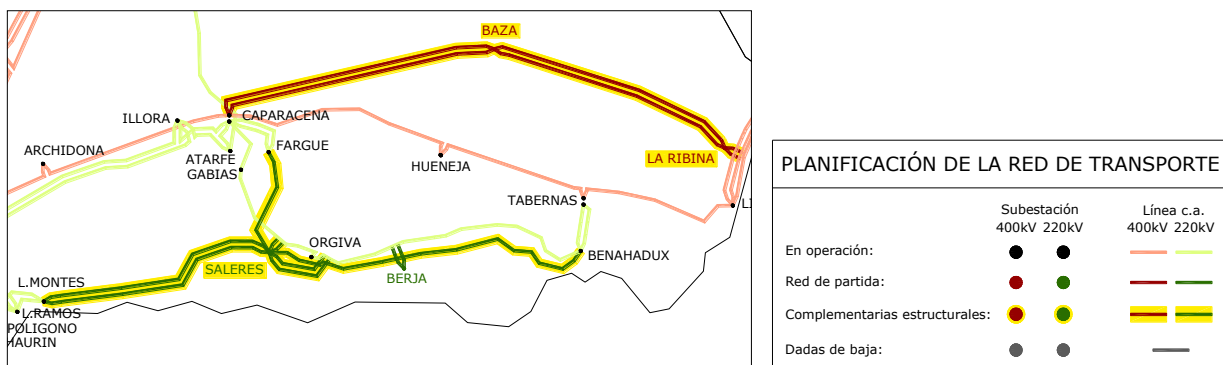 BAZA
ILLORA
CAPARACENA
ARCHIDONA
ATARFE
GABIAS
FARGUE
HUENEJA
LA RIBINA
TABERNAS
ORGIVA
SALERES
BERJA
BENAHADUX
L.MONTES
L.RAMOS
POLIGONO
HAURIN
PLANIFICACIÓN DE LA RED DE TRANSPORTE
Subestación Línea c.a.
400kV 220kV 400kV 220kV
En operación:
Red de partida:
Complementarias estructurales:
Dadas de baja: